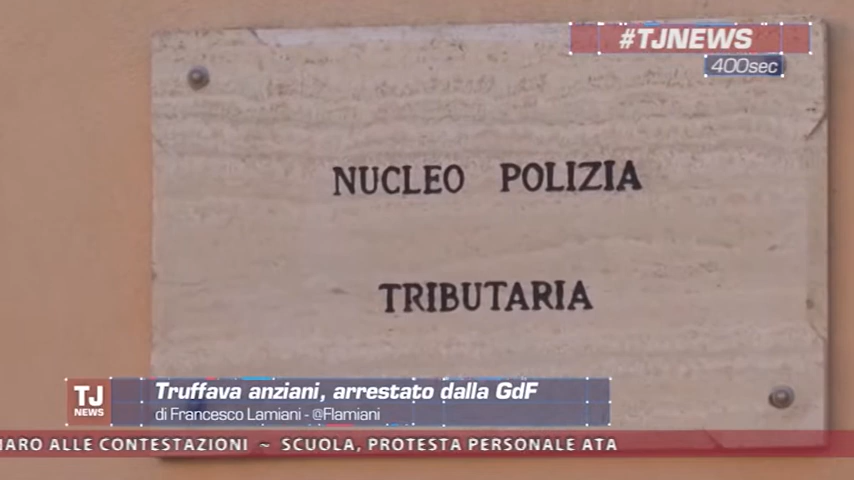 #TJNEWS
400sec
NUCLEO POLIZIA
TRIBUTARIA
TJ
NEWS
Truffava anziani, arrestato dalla GdF
di Francesco Lamiani - @Flamiani
ALLE CONTESTAZIONI ~ SCUOLA, PROTESTA PERSONALE ATA